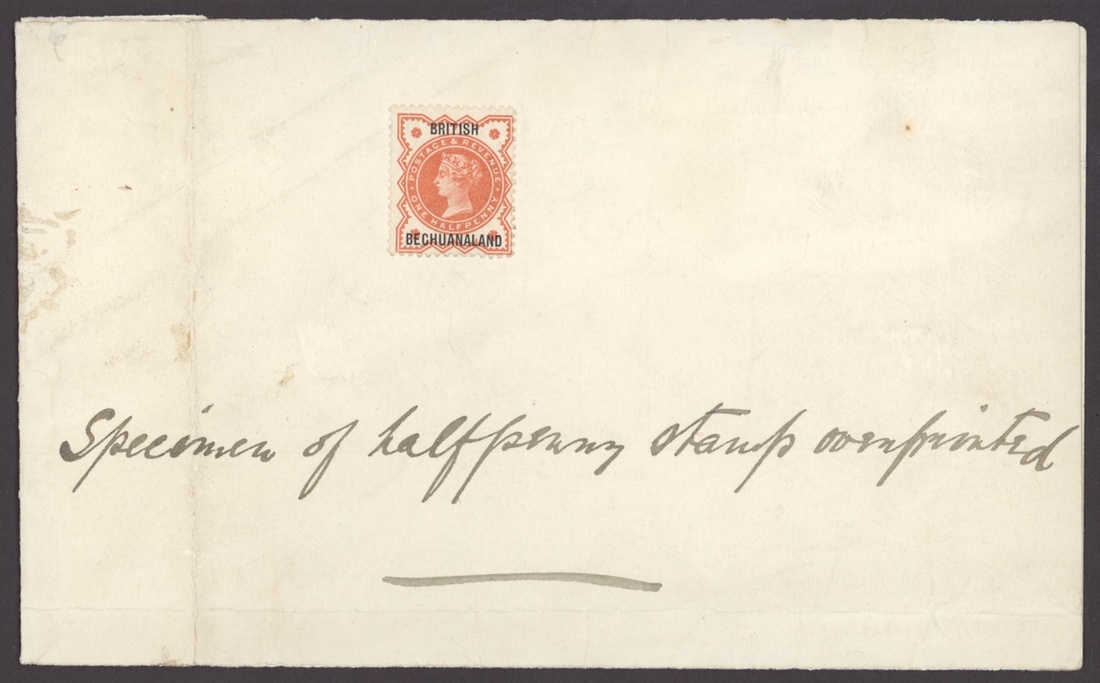 BRITISH
POSTAGE & REVENUE
ONE HALFPENNY
BECHUANALAND
Specimen of halfpenny stamp overprinted